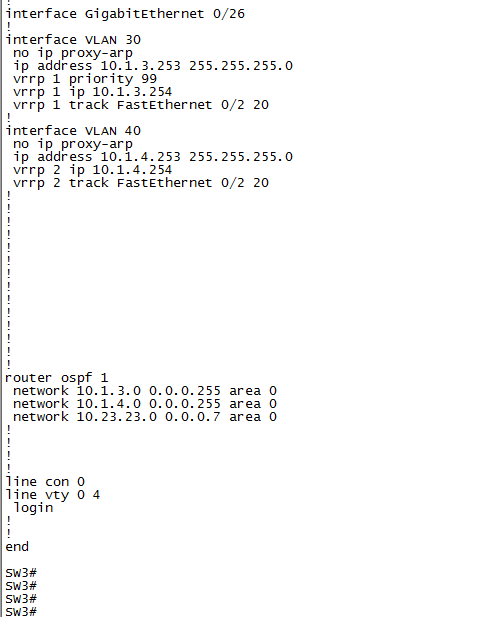 !
interface GigabitEthernet 0/26
!
interface VLAN 30
 no ip proxy-arp
 ip address 10.1.3.253 255.255.255.0
 vrrp 1 priority 99
 vrrp 1 ip 10.1.3.254
 vrrp 1 track FastEthernet 0/2 20
!
interface VLAN 40
 no ip proxy-arp
 ip address 10.1.4.253 255.255.255.0
 vrrp 2 ip 10.1.4.254
 vrrp 2 track FastEthernet 0/2 20
!
!
!
!
!
!
!
!
!
!
!
!
!
!
router ospf 1
 network 10.1.3.0 0.0.0.255 area 0
 network 10.1.4.0 0.0.0.255 area 0
 network 10.23.23.0 0.0.0.7 area 0
!
!
!
!
line con 0
line vty 0 4
 login
!
!
end

SW3#
SW3#
SW3#
SW3#